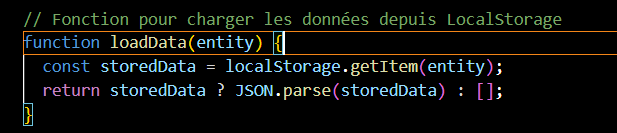 // Fonction pour charger les données depuis LocalStorage
function loadData(entity) {
  const storedData = localStorage.getItem(entity);
  return storedData ? JSON.parse(storedData) : [];
}